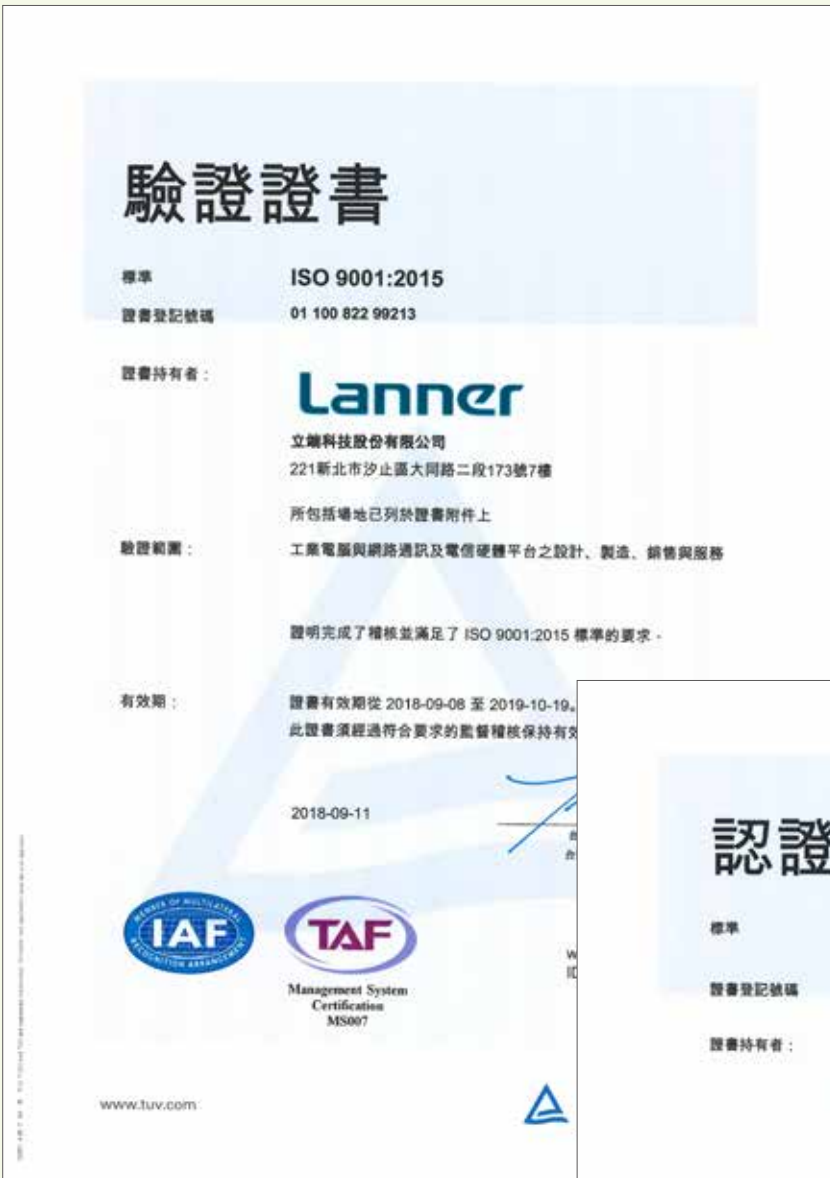 驗證證書
標準 ISO 9001:2015
證書登記號碼 01 100 822 99213
證書持有者：
Lanner
立端科技股份有限公司
221新北市汐止區大同路二段173號7樓
所包括場地已列於證書附件上
驗證範圍： 工業電腦與網路通訊及電信硬體平台之設計、製造、銷售與服務
證明完成了稽核並滿足了 ISO 9001:2015 標準的要求。
有效期： 證書有效期從 2018-09-08 至 2019-10-19。
此證書須經過符合要求的監督稽核保持有效
2018-09-11
MEMBER OF MULTILATERAL
IAF
RECOGNITION ARRANGEMENT
TAF
Management System
Certification
MS007
www.tuv.com
認證
標準
證書登記號碼
證書持有者：